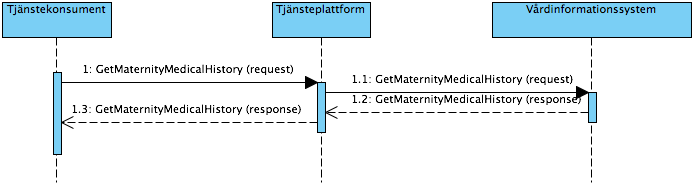 Tjänstekonsument
Tjänsteplattform
Vårdinformationssystem
1: GetMaternityMedicalHistory (request)
1.1: GetMaternityMedicalHistory (request)
1.2: GetMaternityMedicalHistory (response)
1.3: GetMaternityMedicalHistory (response)